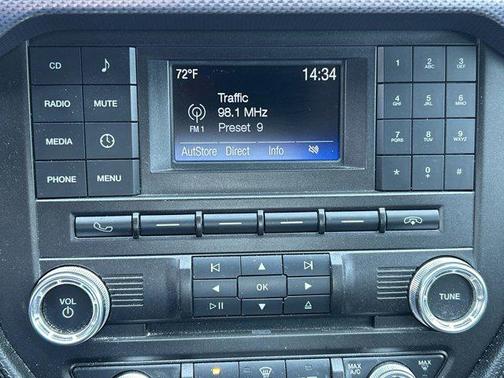 72°F 14:34
Traffic
98.1 MHz
FM 1 Preset 9
AutStore Direct Info
CD
RADIO MUTE
MEDIA
PHONE MENU
1 2 ABC 3 DEF
4 GHI 5 JKL 6 MNO
7 PQRS 8 TUV 9 WXYZ
* 0 + #
OK
VOL
TUNE
MAX A/C
MAX